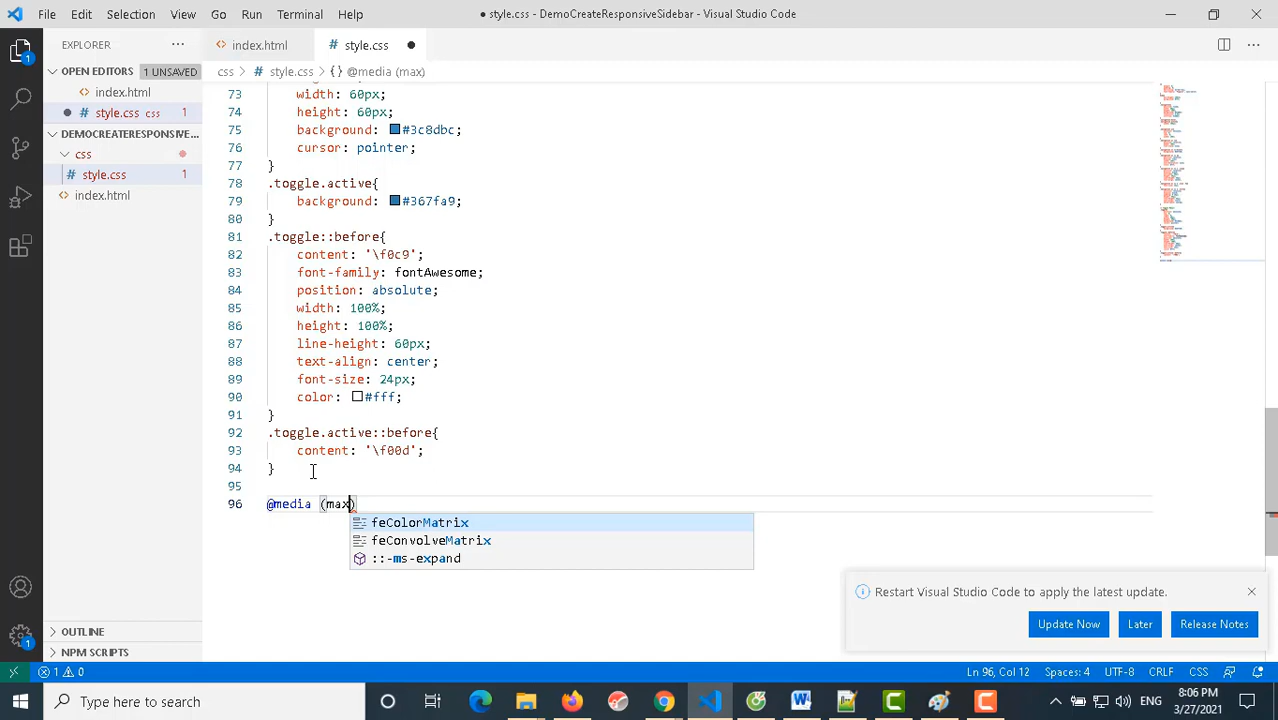 File Edit Selection View Go Run Terminal Help ● style.css - DemoCreateResponsiveSidebar - Visual Studio Code
EXPLORER ··· <> index.html # style.css ●
OPEN EDITORS 1 UNSAVED
css > # style.css > {} @media (max)
<> index.html
● # style.css css 1
DEMOCREATERESPONSIVE...
css
# style.css 1
<> index.html
73 width: 60px;
74 height: 60px;
75 background: #3c8dbc;
76 cursor: pointer;
77 }
78 .toggle.active{
79 background: #367fa9;
80 }
81 .toggle::before{
82 content: '\f0c9';
83 font-family: fontAwesome;
84 position: absolute;
85 width: 100%;
86 height: 100%;
87 line-height: 60px;
88 text-align: center;
89 font-size: 24px;
90 color: #fff;
91 }
92 .toggle.active::before{
93 content: '\f00d';
94 }
95
96 @media (max)
feColorMatrix
feConvolveMatrix
::-ms-expand
Restart Visual Studio Code to apply the latest update.
Update Now Later Release Notes
OUTLINE
NPM SCRIPTS
1
1
1 0 Ln 96, Col 12 Spaces: 4 UTF-8 CRLF CSS
Type here to search
ENG
8:06 PM
3/27/2021